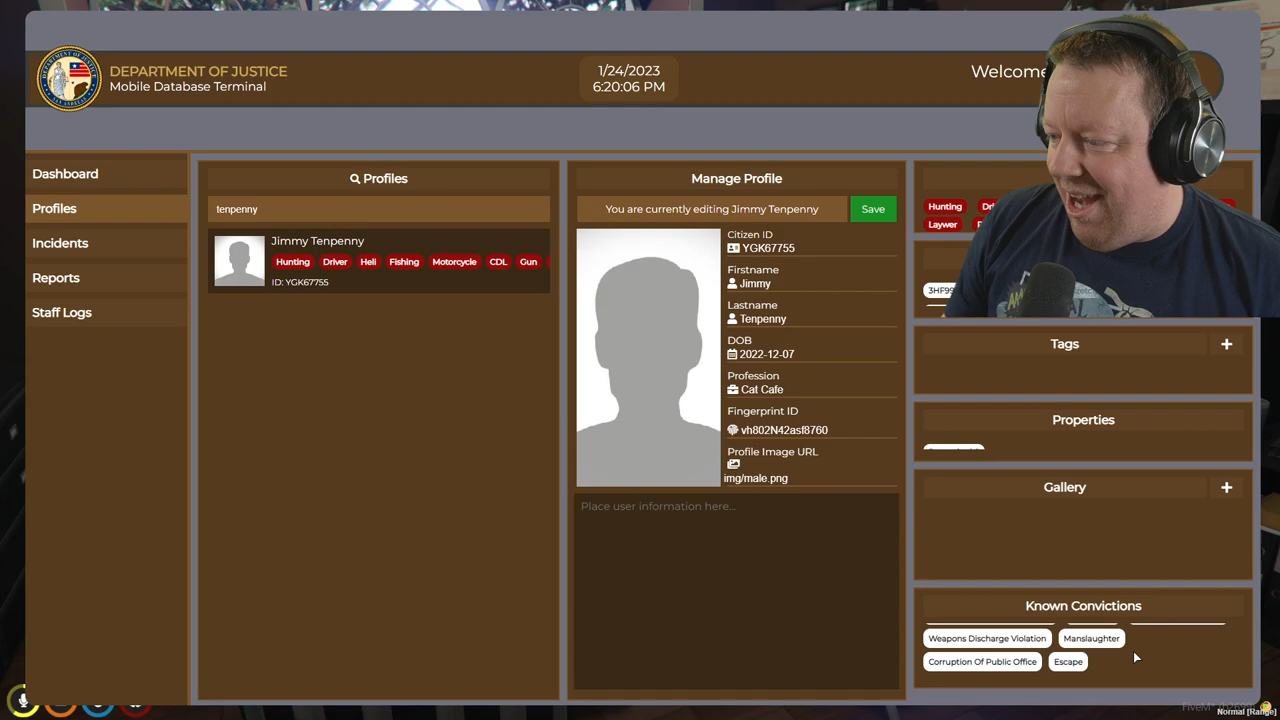 DEPARTMENT OF JUSTICE
Mobile Database Terminal
1/24/2023
6:20:06 PM
Welcome
Dashboard
Profiles
Incidents
Reports
Staff Logs
Profiles
tenpenny
Jimmy Tenpenny
Hunting Driver Heli Fishing Motorcycle CDL Gun
ID: YGK67755
Manage Profile
You are currently editing Jimmy Tenpenny
Save
Citizen ID
YGK67755
Firstname
Jimmy
Lastname
Tenpenny
DOB
2022-12-07
Profession
Cat Cafe
Fingerprint ID
vh802N42asf8760
Profile Image URL
img/male.png
Place user information here...
Hunting
Laywer
Tags +
Properties
Gallery +
Known Convictions
Weapons Discharge Violation Manslaughter
Corruption Of Public Office Escape
Normal [Range]